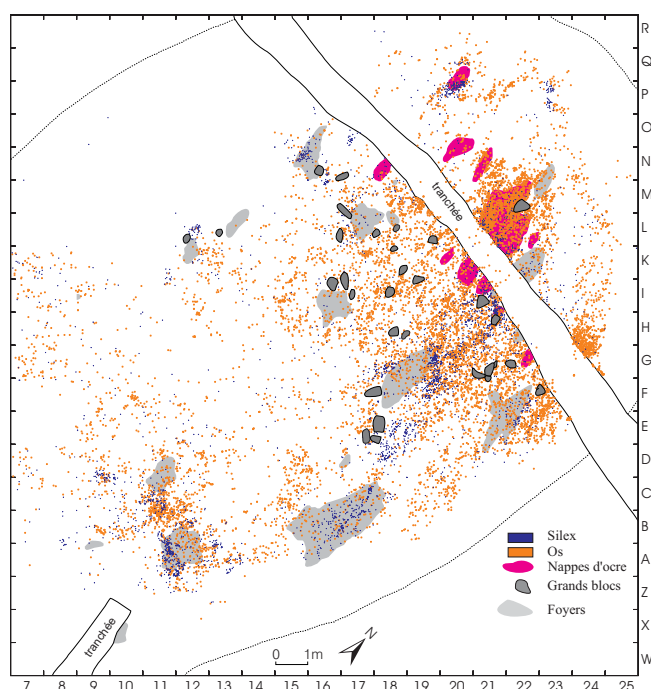 R
Q
P
O
N
M
L
K
I
H
G
F
E
D
C
B
A
Z
X
W
tranchée
tranchée
Silex
Os
Nappes d'ocre
Grands blocs
Foyers
0 1m
N
7 8 9 10 11 12 13 14 15 16 17 18 19 20 21 22 23 24 25